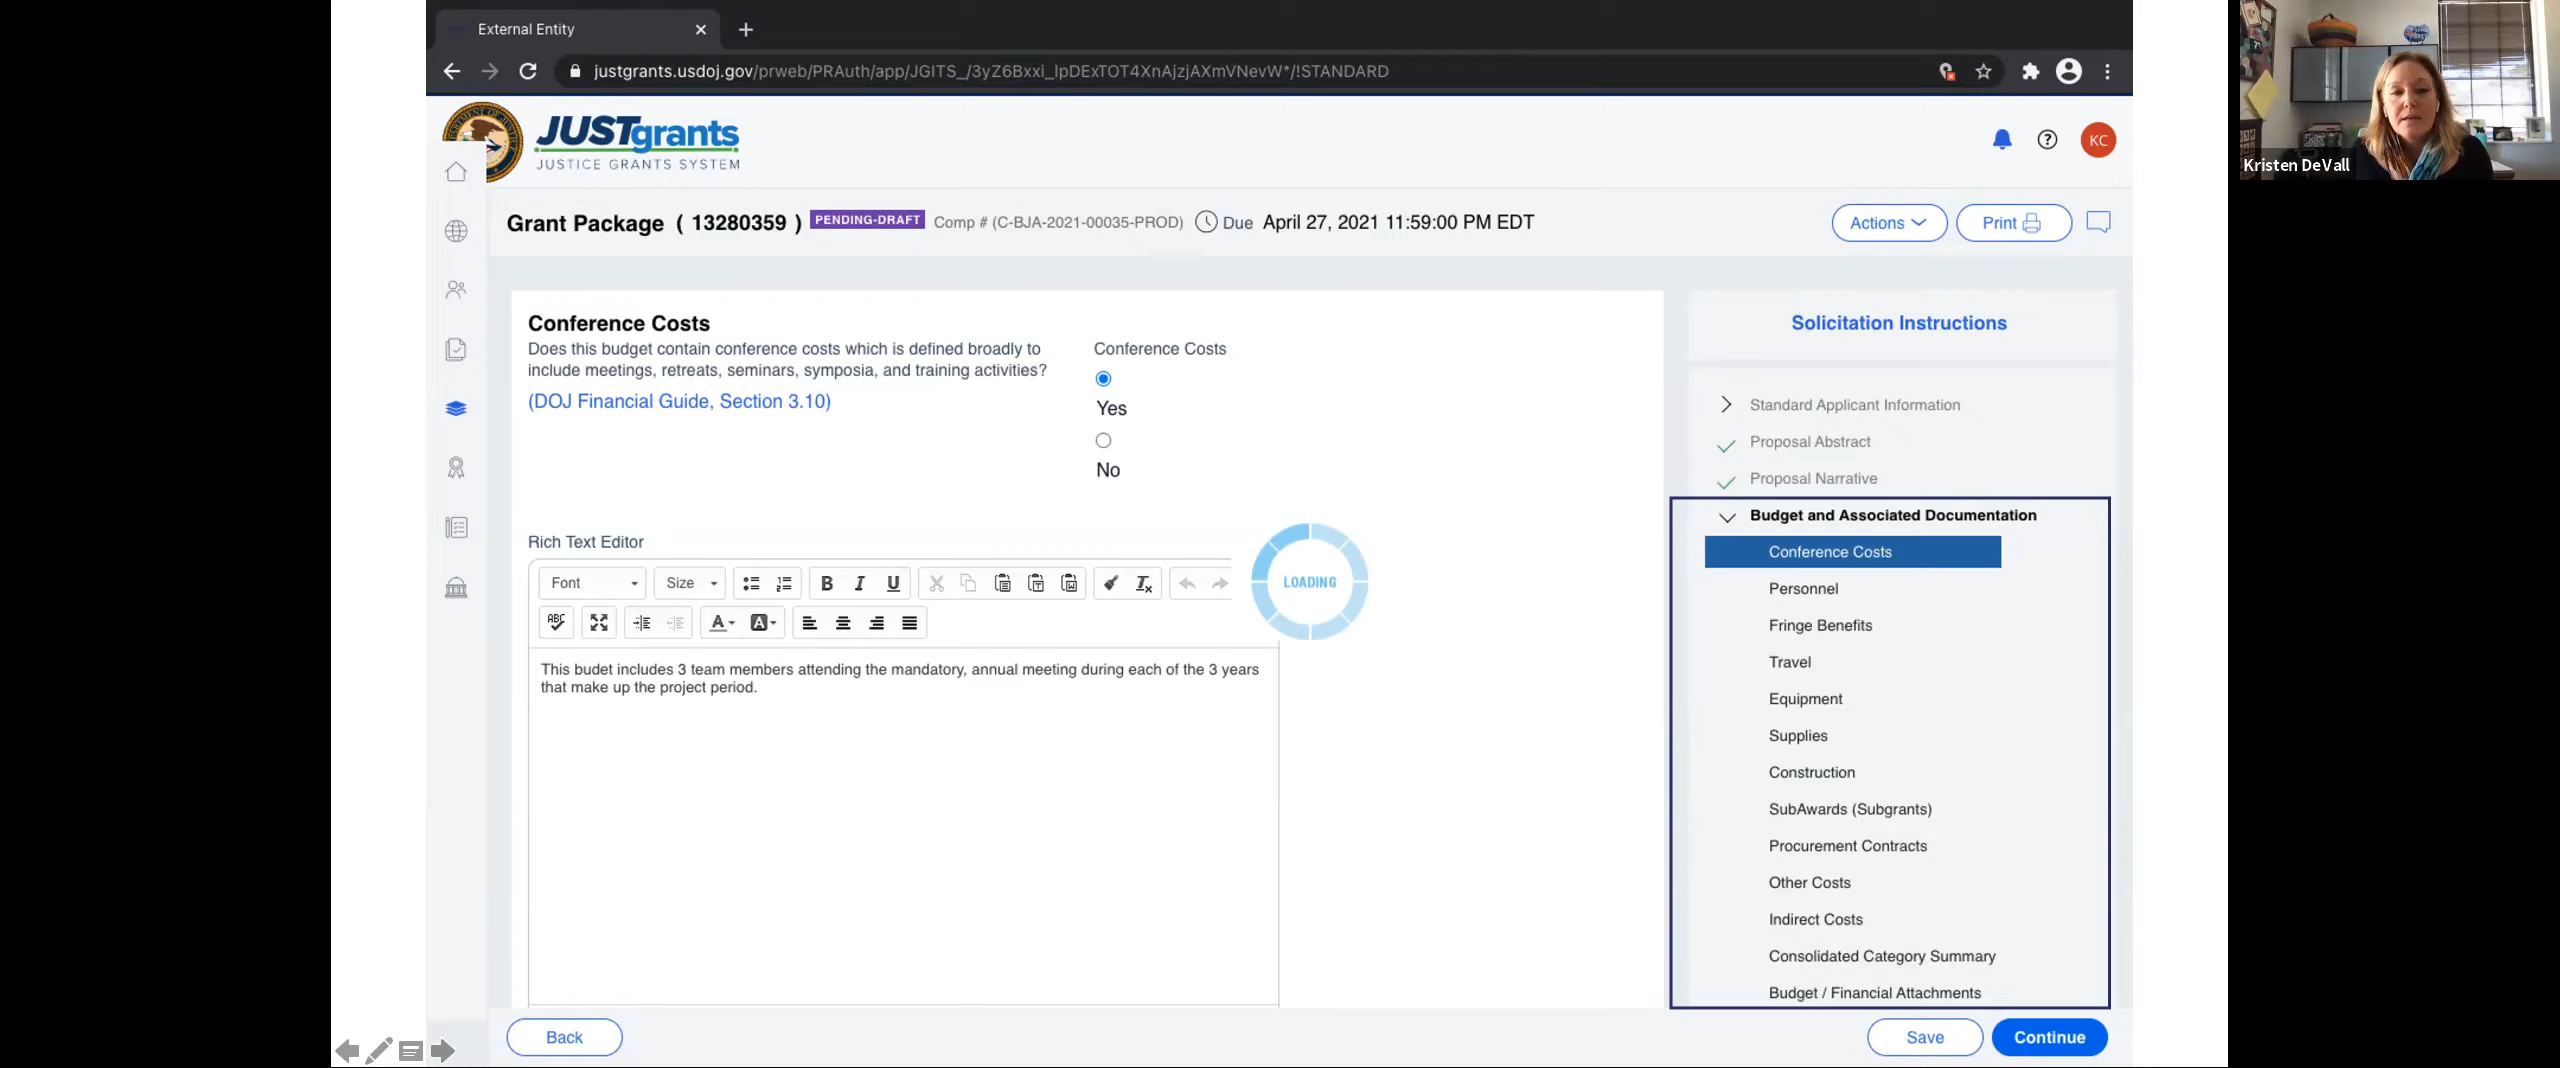 External Entity
justgrants.usdoj.gov/prweb/PRAuth/app/JGITS_/3yZ6Bxxi_IpDExTOT4XnAjzjAXmVNevW*/!STANDARD
JUSTgrants
JUSTICE GRANTS SYSTEM
KC
Kristen DeVall
Grant Package ( 13280359 ) PENDING-DRAFT Comp # (C-BJA-2021-00035-PROD) Due April 27, 2021 11:59:00 PM EDT
Actions
Print
Conference Costs
Does this budget contain conference costs which is defined broadly to
include meetings, retreats, seminars, symposia, and training activities?
(DOJ Financial Guide, Section 3.10)
Conference Costs
Yes
No
Rich Text Editor
Font
Size
B I U
ABC
LOADING
This budet includes 3 team members attending the mandatory, annual meeting during each of the 3 years
that make up the project period.
Solicitation Instructions
Standard Applicant Information
Proposal Abstract
Proposal Narrative
Budget and Associated Documentation
Conference Costs
Personnel
Fringe Benefits
Travel
Equipment
Supplies
Construction
SubAwards (Subgrants)
Procurement Contracts
Other Costs
Indirect Costs
Consolidated Category Summary
Budget / Financial Attachments
Back
Save
Continue